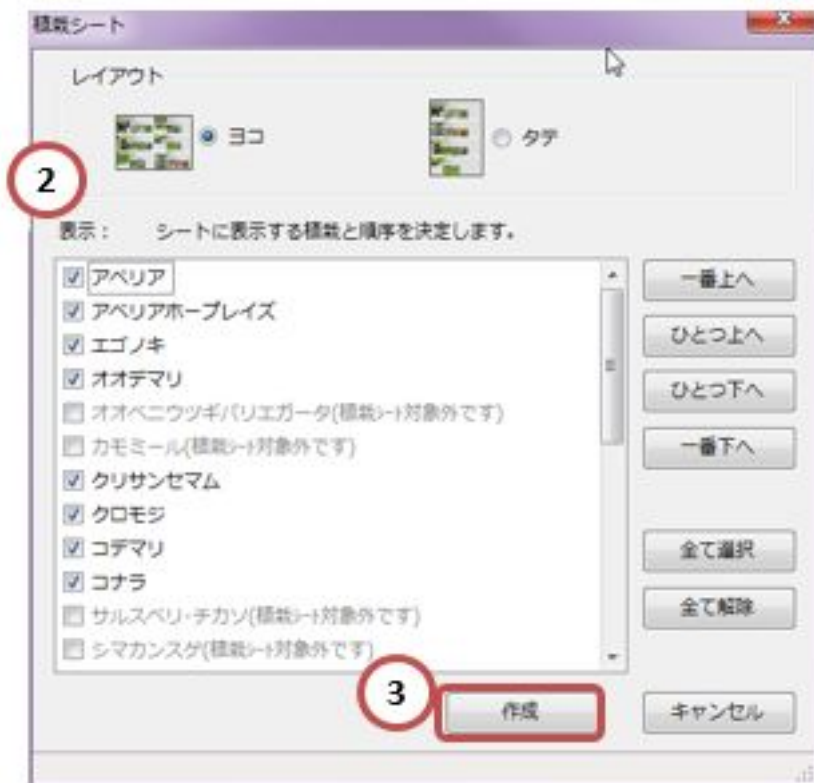 植栽シート
レイアウト
ヨコ
タテ
2
表示： シートに表示する植栽と順序を決定します。
アベリア
アベリアホープレイズ
エゴノキ
オオデマリ
オオベニウツギバリエガータ(植栽ｼｰﾄ対象外です)
カモミール(植栽ｼｰﾄ対象外です)
クリサンセマム
クロモジ
コデマリ
コナラ
サルスベリ・チカソ(植栽ｼｰﾄ対象外です)
シマカンスゲ(植栽ｼｰﾄ対象外です)
一番上へ
ひとつ上へ
ひとつ下へ
一番下へ
全て選択
全て解除
3
作成
キャンセル